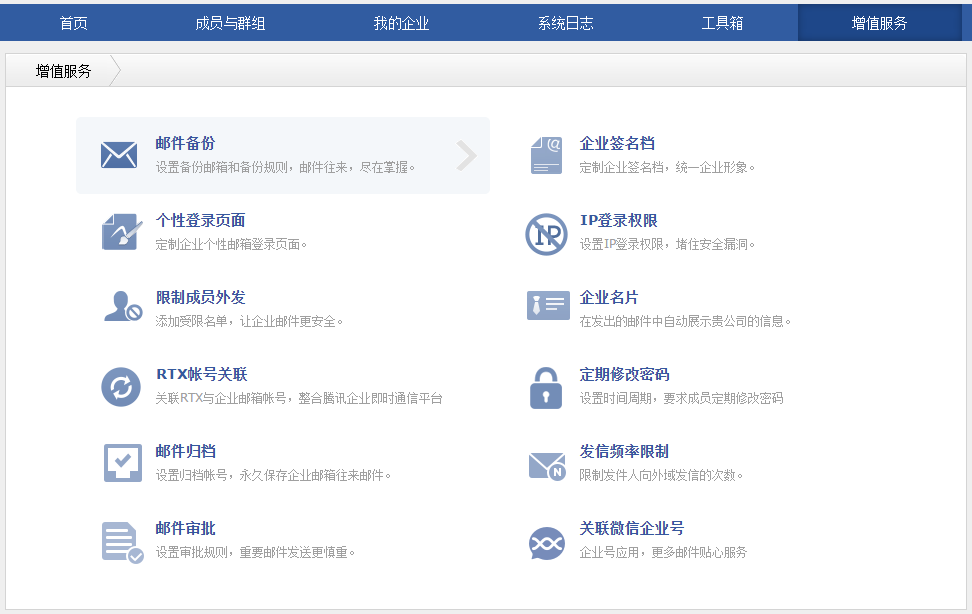 首页 成员与群组 我的企业 系统日志 工具箱 增值服务
增值服务
邮件备份
设置备份邮箱和备份规则，邮件往来，尽在掌握。
企业签名档
定制企业签名档，统一企业形象。
个性登录页面
定制企业个性邮箱登录页面。
IP登录权限
设置IP登录权限，堵住安全漏洞。
限制成员外发
添加受限名单，让企业邮件更安全。
企业名片
在发出的邮件中自动展示贵公司的信息。
RTX帐号关联
关联RTX与企业邮箱帐号，整合腾讯企业即时通信平台
定期修改密码
设置时间周期，要求成员定期修改密码
邮件归档
设置归档帐号，永久保存企业邮箱往来邮件。
发信频率限制
限制发件人向外域发信的次数。
邮件审批
设置审批规则，重要邮件发送更慎重。
关联微信企业号
企业号应用，更多邮件贴心服务